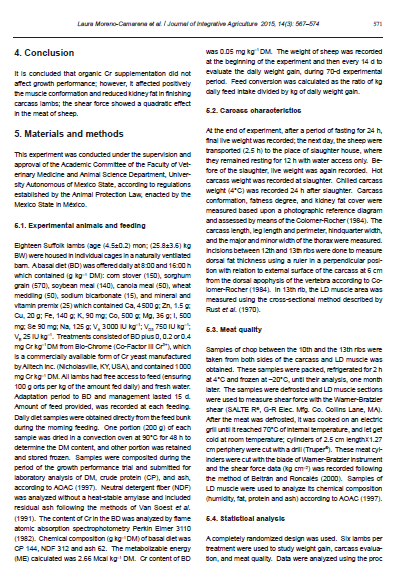 Laura Moreno-Camarena et al. / Journal of Integrative Agriculture 2015, 14(3): 567–574
571
4. Conclusion
It is concluded that organic Cr supplementation did not
affect growth performance; however, it affected positively
the muscle conformation and reduced kidney fat in finishing
carcass lambs; the shear force showed a quadratic effect
in the meat of sheep.
5. Materials and methods
This experiment was conducted under the supervision and
approval of the Academic Committee of the Faculty of Vet-
erinary Medicine and Animal Science Department, Univer-
sity Autonomous of Mexico State, according to regulations
established by the Animal Protection Law, enacted by the
Mexico State in México.
5.1. Experimental animals and feeding
Eighteen Suffolk lambs (age (4.5±0.2) mon; (25.8±3.6) kg
BW) were housed in individual cages in a naturally ventilated
barn. A basal diet (BD) was offered daily at 8:00 and 16:00 h
which contained (g kg⁻¹ DM): corn stover (150), sorghum
grain (570), soybean meal (140), canola meal (50), wheat
meddling (50), sodium bicarbonate (15), and mineral and
vitamin premix (25) which contained Ca, 4 500 g; Zn, 1.5 g;
Cu, 20 g; Fe, 140 g; K, 90 mg; Co, 500 g; Mg, 36 g; I, 500
mg; Se 90 mg; Na, 125 g; V 3 000 IU kg⁻¹; V 750 IU kg⁻¹;
V 25 IU kg⁻¹. Treatments consisted of BD plus 0, 0.2 or 0.4
mg Cr kg⁻¹ DM from Bio-Chrome (Co-Factor III Cr³⁺), which
is a commercially available form of Cr yeast manufactured
by Alltech Inc. (Nicholasville, KY, USA), and contained 1 000
mg Cr kg⁻¹ DM. All lambs had free access to feed (ensuring
100 g orts per kg of the amount fed daily) and fresh water.
Adaptation period to BD and management lasted 15 d.
Amount of feed provided, was recorded at each feeding.
Daily diet samples were obtained directly from the feed bunk
during the morning feeding. One portion (200 g) of each
sample was dried in a convection oven at 90°C for 48 h to
determine the DM content, and other portion was retained
and stored frozen. Samples were composited during the
period of the growth performance trial and submitted for
laboratory analysis of DM, crude protein (CP), and ash,
according to AOAC (1997). Neutral detergent fiber (NDF)
was analyzed without a heat-stable amylase and included
residual ash following the methods of Van Soest et al.
(1991). The content of Cr in the BD was analyzed by flame
atomic absorption spectrophotometry Perkin Elmer 3110
(1982). Chemical composition (g kg⁻¹DM) of basal diet was
CP 144, NDF 312 and ash 62. The metabolizable energy
(ME) calculated was 2.66 Mcal kg⁻¹ DM. Cr content of BD
was 0.05 mg kg⁻¹ DM. The weight of sheep was recorded
at the beginning of the experiment and then every 14 d to
evaluate the daily weight gain, during 70-d experimental
period. Feed conversion was calculated as the ratio of kg
daily feed intake divided by kg of daily weight gain.
5.2. Carcass characteristics
At the end of experiment, after a period of fasting for 24 h,
final live weight was recorded; the next day, the sheep were
transported (2.5 h) to the place of slaughter house, where
they remained resting for 12 h with water access only. Be-
fore of the slaughter, live weight was again recorded. Hot
carcass weight was recorded at slaughter. Chilled carcass
weight (4°C) was recorded 24 h after slaughter. Carcass
conformation, fatness degree, and kidney fat cover were
measured based upon a photographic reference diagram
and assessed by means of the Colomer-Rocher (1984). The
carcass length, leg length and perimeter, hindquarter width,
and the major and minor width of the thorax were measured.
Incisions between 12th and 13th ribs were done to measure
dorsal fat thickness using a ruler in a perpendicular posi-
tion with relation to external surface of the carcass at 6 cm
from the dorsal apophysis of the vertebra according to Co-
lomer-Rocher (1984). In 13th rib, the LD muscle area was
measured using the cross-sectional method described by
Rust et al. (1970).
5.3. Meat quality
Samples of chop between the 10th and the 13th ribs were
taken from both sides of the carcass and LD muscle was
obtained. These samples were packed, refrigerated for 2 h
at 4°C and frozen at −20°C, until their analysis, one month
later. The samples were defrosted and LD muscle sections
were used to measure shear force with the Warner-Bratzler
shear (SALTE R®, G-R Elec. Mfg. Co. Collins Lane, MA).
After the meat was defrosted, it was cooked on an electric
grill until it reached 70°C of internal temperature, and let get
cold at room temperature; cylinders of 2.5 cm length×1.27
cm periphery were cut with a drill (Truper®). These meat cyl-
inders were cut with the blade of Warner-Bratzler instrument
and the shear force data (kg cm⁻²) was recorded following
the method of Beltrán and Roncales (2000). Samples of
LD muscle were used to analyze its chemical composition
(humidity, fat, protein and ash) according to AOAC (1997).
5.4. Statistical analysis
A completely randomized design was used. Six lambs per
treatment were used to study weight gain, carcass evalua-
tion, and meat quality. Data were analyzed using the proc